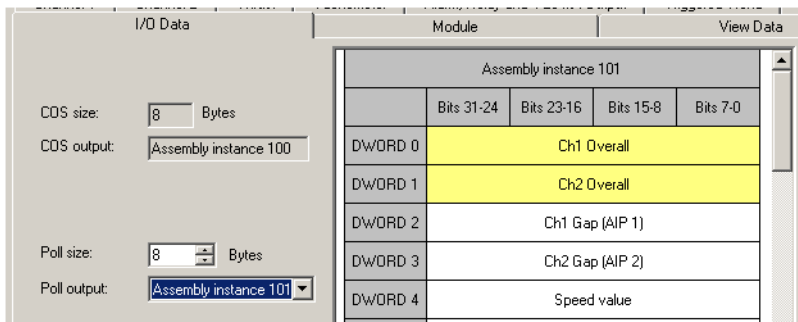 I/O Data
Module
View Data
Assembly instance 101
Bits 31-24
Bits 23-16
Bits 15-8
Bits 7-0
COS size:
8
Bytes
COS output:
Assembly instance 100
DWORD 0
Ch1 Overall
DWORD 1
Ch2 Overall
DWORD 2
Ch1 Gap (AIP 1)
Poll size:
8
Bytes
DWORD 3
Ch2 Gap (AIP 2)
Poll output:
Assembly instance 101
DWORD 4
Speed value